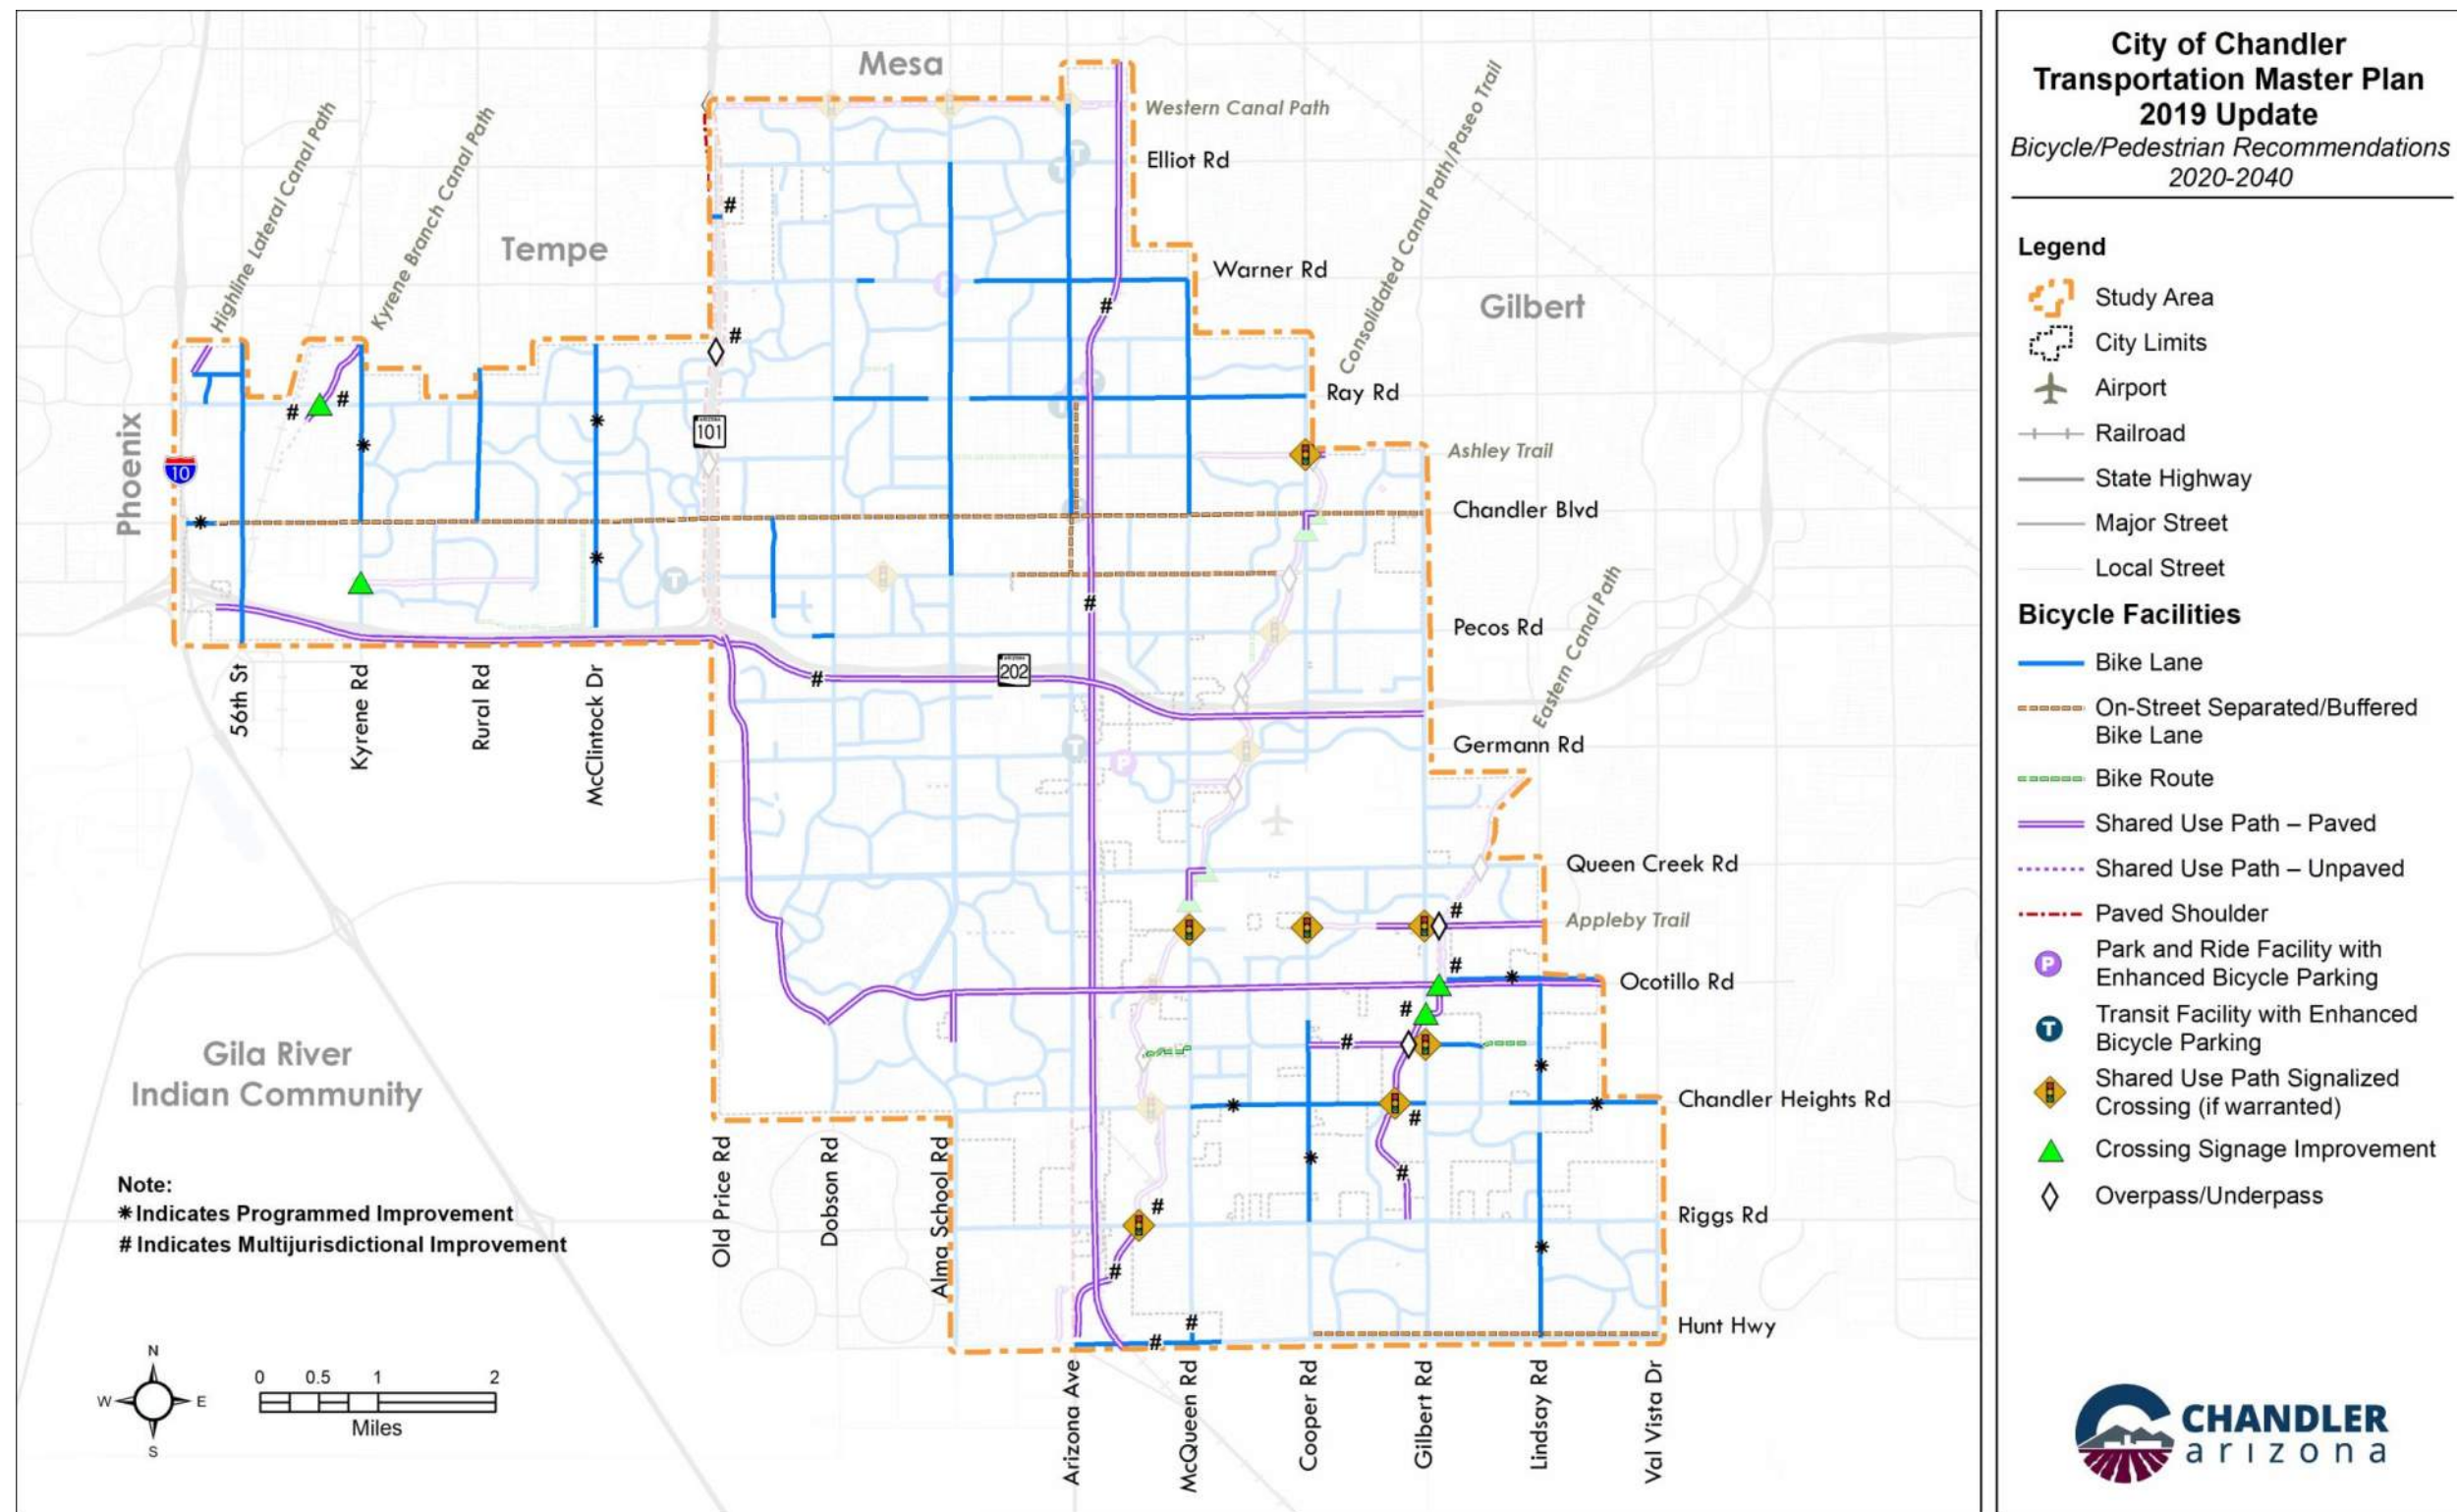 Mesa
Western Canal Path
Elliot Rd
Consolidated Canal Path/Paseo Trail
Highline Lateral Canal Path
Kyrene Branch Canal Path
Tempe
#
Warner Rd
Gilbert
#
#
Ray Rd
#
#
*
*
ARIZONA
101
Phoenix
10
Ashley Trail
Chandler Blvd
*
*
T
T
T
T
T
T
P
P
Eastern Canal Path
#
Pecos Rd
ARIZONA
202
#
56th St
Kyrene Rd
Rural Rd
McClintock Dr
Germann Rd
Queen Creek Rd
#
Appleby Trail
#
*
Ocotillo Rd
#
#
*
Gila River
Indian Community
*
*
Chandler Heights Rd
#
*
#
Old Price Rd
Dobson Rd
Alma School Rd
#
Riggs Rd
*
#
#
#
Hunt Hwy
Arizona Ave
McQueen Rd
Cooper Rd
Gilbert Rd
Lindsay Rd
Val Vista Dr
Note:
* Indicates Programmed Improvement
# Indicates Multijurisdictional Improvement
N
W E
S
0 0.5 1 2
Miles
City of Chandler
Transportation Master Plan
2019 Update
Bicycle/Pedestrian Recommendations
2020-2040
Legend
Study Area
City Limits
Airport
Railroad
State Highway
Major Street
Local Street
Bicycle Facilities
Bike Lane
On-Street Separated/Buffered
Bike Lane
Bike Route
Shared Use Path – Paved
Shared Use Path – Unpaved
Paved Shoulder
P
Park and Ride Facility with
Enhanced Bicycle Parking
T
Transit Facility with Enhanced
Bicycle Parking
Shared Use Path Signalized
Crossing (if warranted)
Crossing Signage Improvement
Overpass/Underpass
CHANDLER
arizona